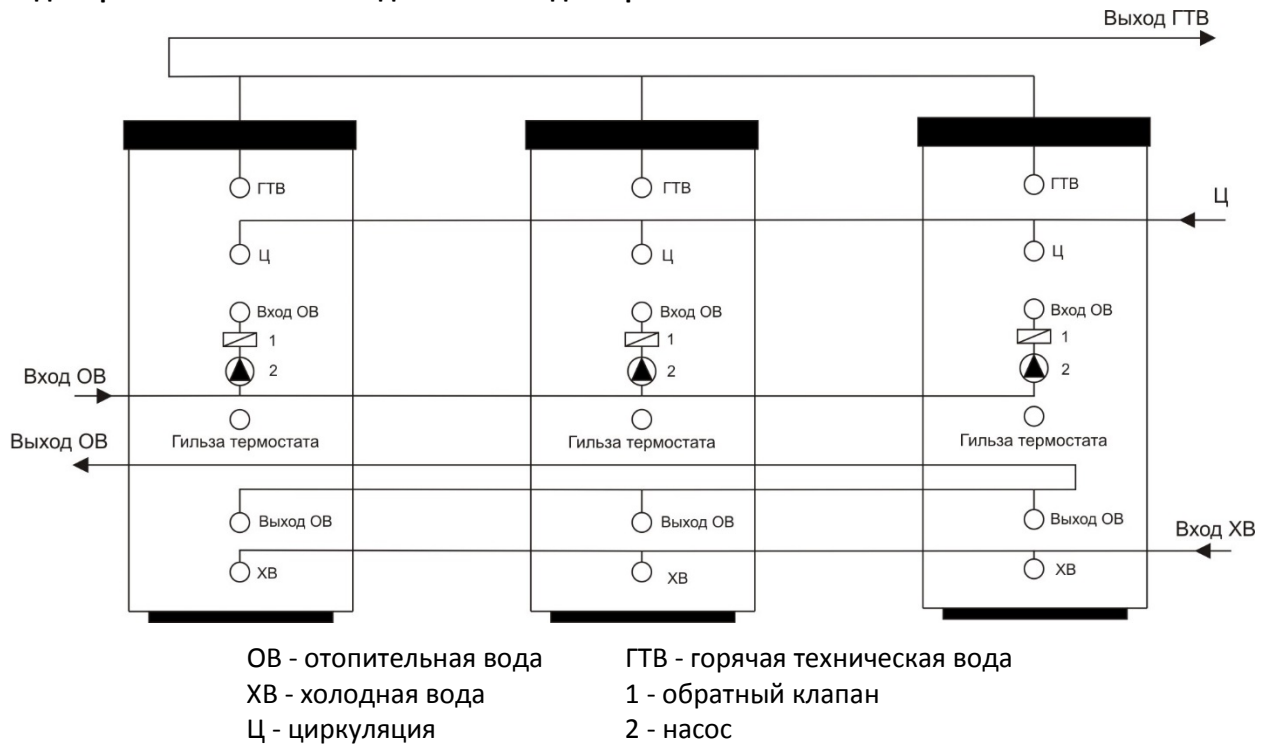 Выход ГТВ
ГТВ ГТВ ГТВ
Ц
Ц Ц Ц
Вход ОВ Вход ОВ Вход ОВ
1 1 1
2 2 2
Вход ОВ
Гильза термостата Гильза термостата Гильза термостата
Выход ОВ
Выход ОВ Выход ОВ Выход ОВ
Вход ХВ
ХВ ХВ ХВ
ОВ - отопительная вода ГТВ - горячая техническая вода
ХВ - холодная вода 1 - обратный клапан
Ц - циркуляция 2 - насос